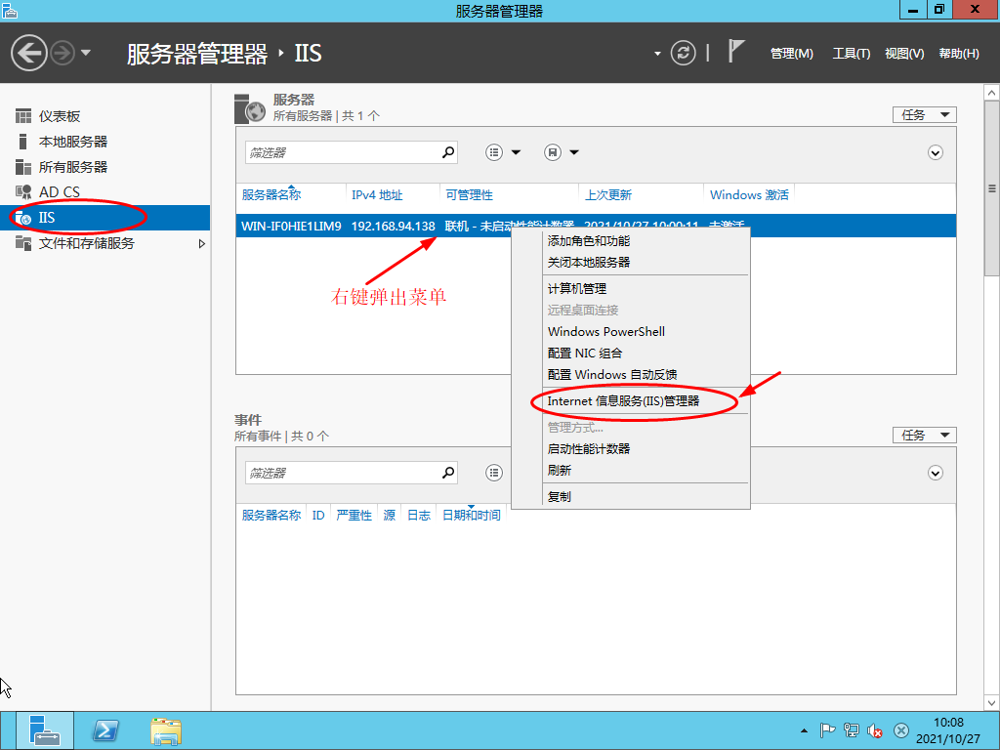 服务器管理器
服务器管理器 ‣ IIS
管理(M) 工具(T) 视图(V) 帮助(H)
仪表板
本地服务器
所有服务器
AD CS
IIS
文件和存储服务
服务器
所有服务器 | 共 1 个
任务
筛选器
服务器名称 IPv4 地址 可管理性 上次更新 Windows 激活
WIN-IF0HIE1LIM9 192.168.94.138 联机 - 未启动性能计数器 2021/10/27 10:00:11 未激活
右键弹出菜单
添加角色和功能
关闭本地服务器
计算机管理
远程桌面连接
Windows PowerShell
配置 NIC 组合
配置 Windows 自动反馈
Internet 信息服务(IIS)管理器
管理方式...
启动性能计数器
刷新
复制
事件
所有事件 | 共 0 个
任务
筛选器
服务器名称 ID 严重性 源 日志 日期和时间
10:08
2021/10/27